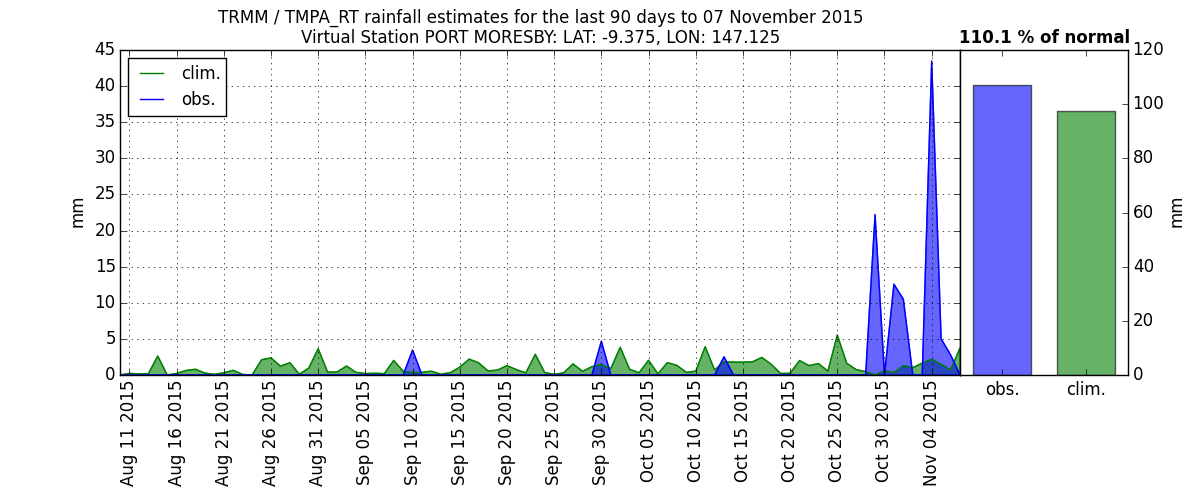 TRMM / TMPA_RT rainfall estimates for the last 90 days to 07 November 2015
Virtual Station PORT MORESBY: LAT: -9.375, LON: 147.125
110.1 % of normal
clim.
obs.
mm
45
40
35
30
25
20
15
10
5
0
120
100
80
60
40
20
0
mm
Aug 11 2015
Aug 16 2015
Aug 21 2015
Aug 26 2015
Aug 31 2015
Sep 05 2015
Sep 10 2015
Sep 15 2015
Sep 20 2015
Sep 25 2015
Sep 30 2015
Oct 05 2015
Oct 10 2015
Oct 15 2015
Oct 20 2015
Oct 25 2015
Oct 30 2015
Nov 04 2015
obs.
clim.